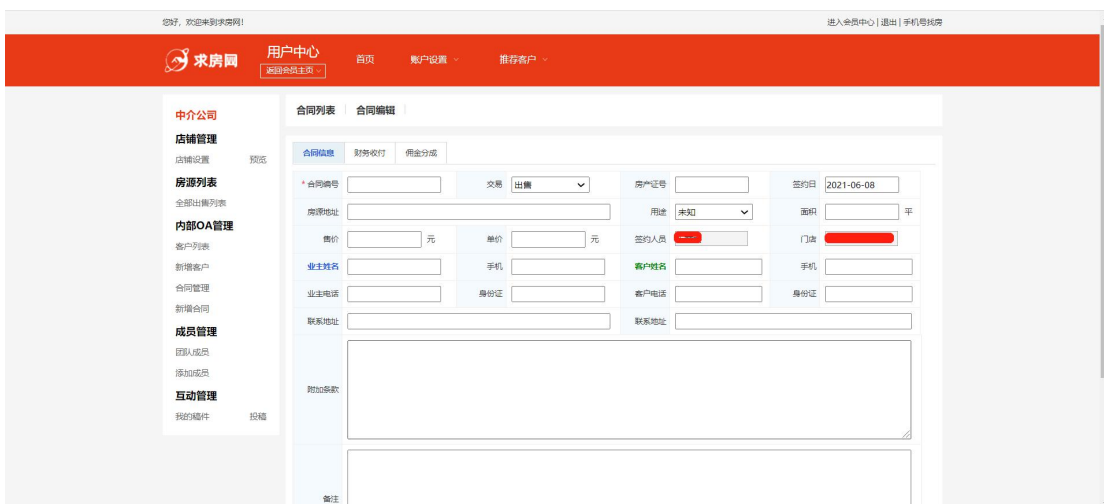 您好，欢迎来到求房网！ 进入会员中心 | 退出 | 手机号找房
求房网 用户中心 首页 账户设置 推荐客户
返回会员主页
中介公司
店铺管理
店铺设置 预览
房源列表
全部出售列表
内部OA管理
客户列表
新增客户
合同管理
新增合同
成员管理
团队成员
添加成员
互动管理
我的稿件 投稿
合同列表 合同编辑
合同信息 财务收付 佣金分成
* 合同编号 交易 出售 房产证号 签约日 2021-06-08
房源地址 用途 未知 面积 平
售价 元 单价 元 签约人员 门店
业主姓名 手机 客户姓名 手机
业主电话 身份证 客户电话 身份证
联系地址 联系地址
附加条款
备注